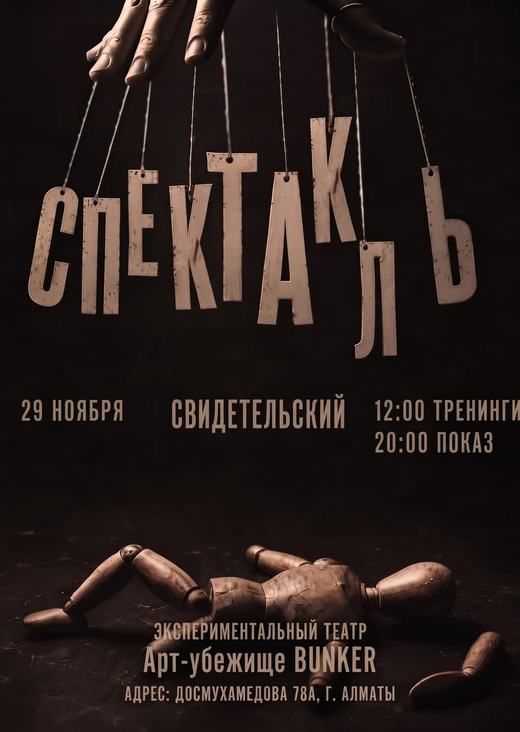 СПЕКТАКЛЬ
29 НОЯБРЯ
СВИДЕТЕЛЬСКИЙ
12:00 ТРЕНИНГИ
20:00 ПОКАЗ
ЭКСПЕРИМЕНТАЛЬНЫЙ ТЕАТР
Арт-убежище BUNKER
АДРЕС: ДОСМУХАМЕДОВА 78А, Г. АЛМАТЫ